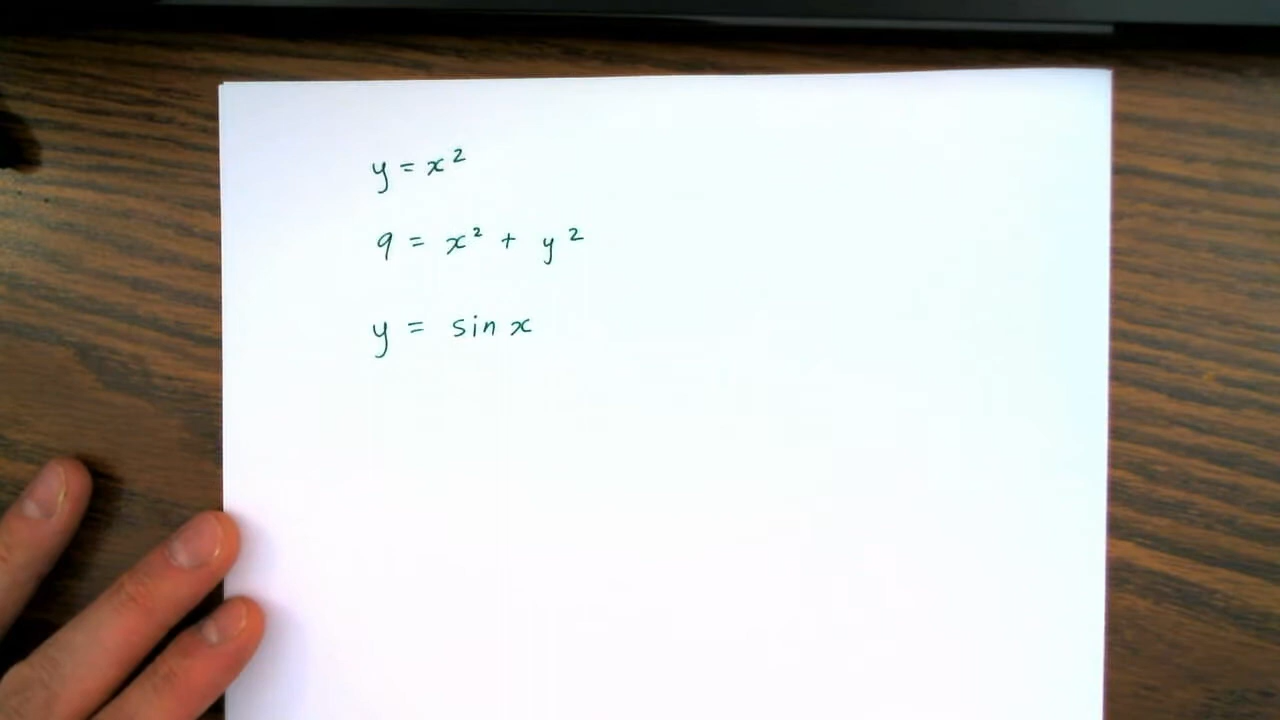 y = x²
9 = x² + y²
y = sin x